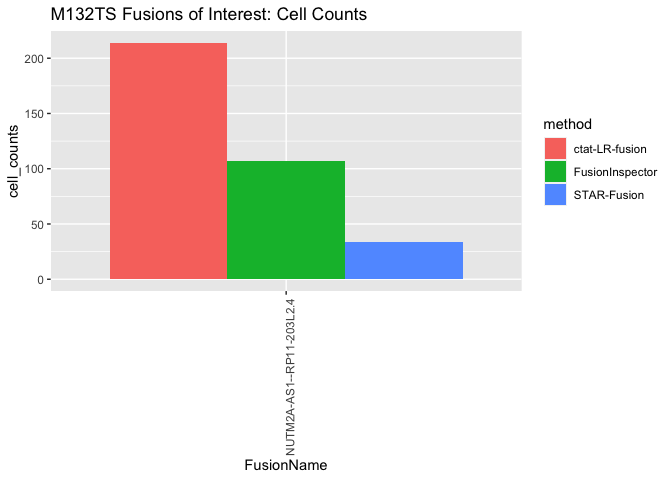 M132TS Fusions of Interest: Cell Counts
cell_counts
200
150
100
50
0
NUTM2A-AS1--RP11-203L2.4
FusionName
method
ctat-LR-fusion
FusionInspector
STAR-Fusion